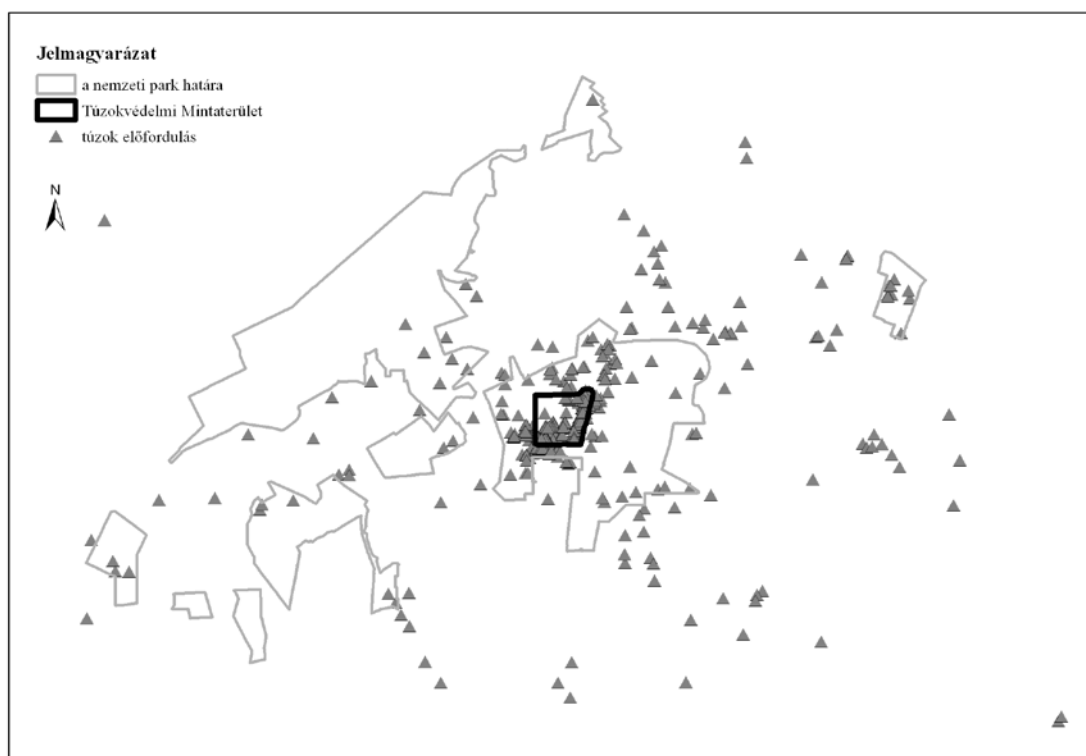 Jelmagyarázat
a nemzeti park határa
Túzokvédelmi Mintaterület
túzok előfordulás
N